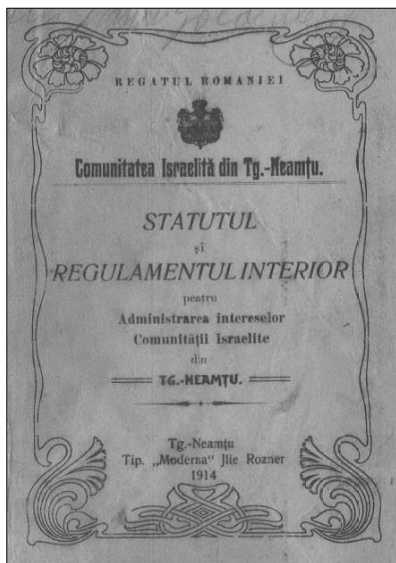 REGATUL ROMANIEI
Comunitatea Israelită din Tg.-Neamţu.
STATUTUL
şi
REGULAMENTUL INTERIOR
pentru
Administrarea intereselor
Comunităţii Israelite
din
TG.-NEAMŢU.
Tg.-Neamţu
Tip. „Moderna“ Jlie Rozner
1914